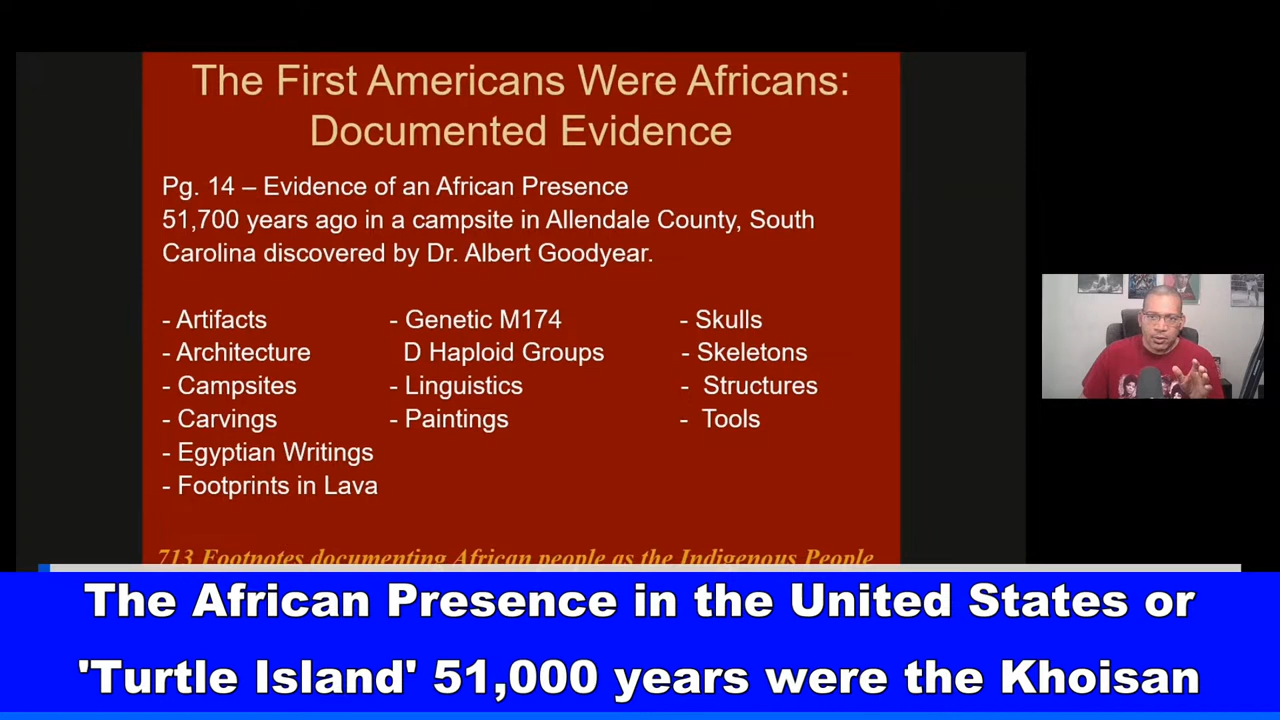 The First Americans Were Africans:
Documented Evidence
Pg. 14 – Evidence of an African Presence
51,700 years ago in a campsite in Allendale County, South
Carolina discovered by Dr. Albert Goodyear.
- Artifacts
- Architecture
- Campsites
- Carvings
- Egyptian Writings
- Footprints in Lava
- Genetic M174
D Haploid Groups
- Linguistics
- Paintings
- Skulls
- Skeletons
- Structures
- Tools
713 Footnotes documenting African people as the Indigenous People
The African Presence in the United States or
'Turtle Island' 51,000 years were the Khoisan